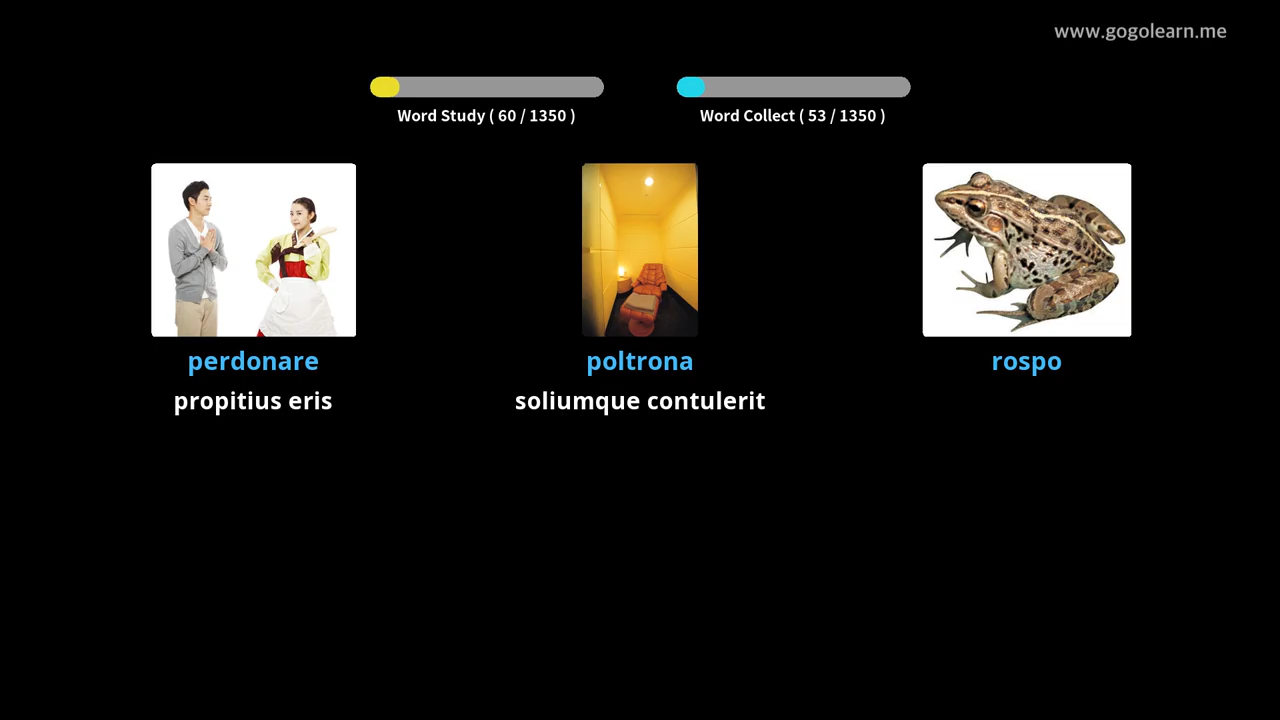 www.gogolearn.me
Word Study ( 60 / 1350 )
Word Collect ( 53 / 1350 )
perdonare
poltrona
rospo
propitius eris
soliumque contulerit